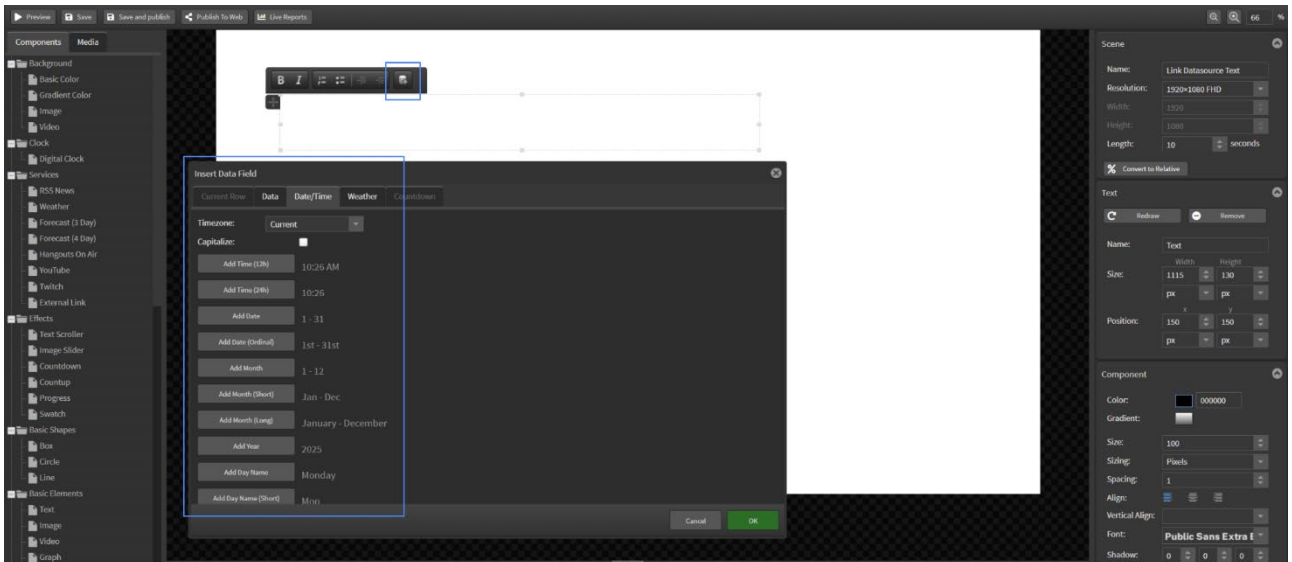 Preview Save Save and publish Publish To Web Live Reports 66 %
Components Media
Background
Basic Color
Gradient Color
Image
Video
Clock
Digital Clock
Services
RSS News
Weather
Forecast (3 Day)
Forecast (4 Day)
Hangouts On Air
YouTube
Twitch
External Link
Effects
Text Scroller
Image Slider
Countdown
Countup
Progress
Swatch
Basic Shapes
Box
Circle
Line
Basic Elements
Text
Image
Video
Graph
B I
Insert Data Field
Current Row Data Date/Time Weather Countdown
Timezone: Current
Capitalize:
Add Time (12h) 10:26 AM
Add Time (24h) 10:26
Add Date 1 - 31
Add Date (Ordinal) 1st - 31st
Add Month 1 - 12
Add Month (Short) Jan - Dec
Add Month (Long) January - December
Add Year 2025
Add Day Name Monday
Add Day Name (Short) Mon
Cancel OK
Scene
Name: Link Datasource Text
Resolution: 1920×1080 FHD
Width: 1920
Height: 1080
Length: 10 seconds
% Convert to Relative
Text
Redraw Remove
Name: Text
Width Height
Size: 1115 130
px px
x y
Position: 150 150
px px
Component
Color: 000000
Gradient:
Size: 100
Sizing: Pixels
Spacing: 1
Align:
Vertical Align:
Font: Public Sans Extra
Shadow: 0 0 0